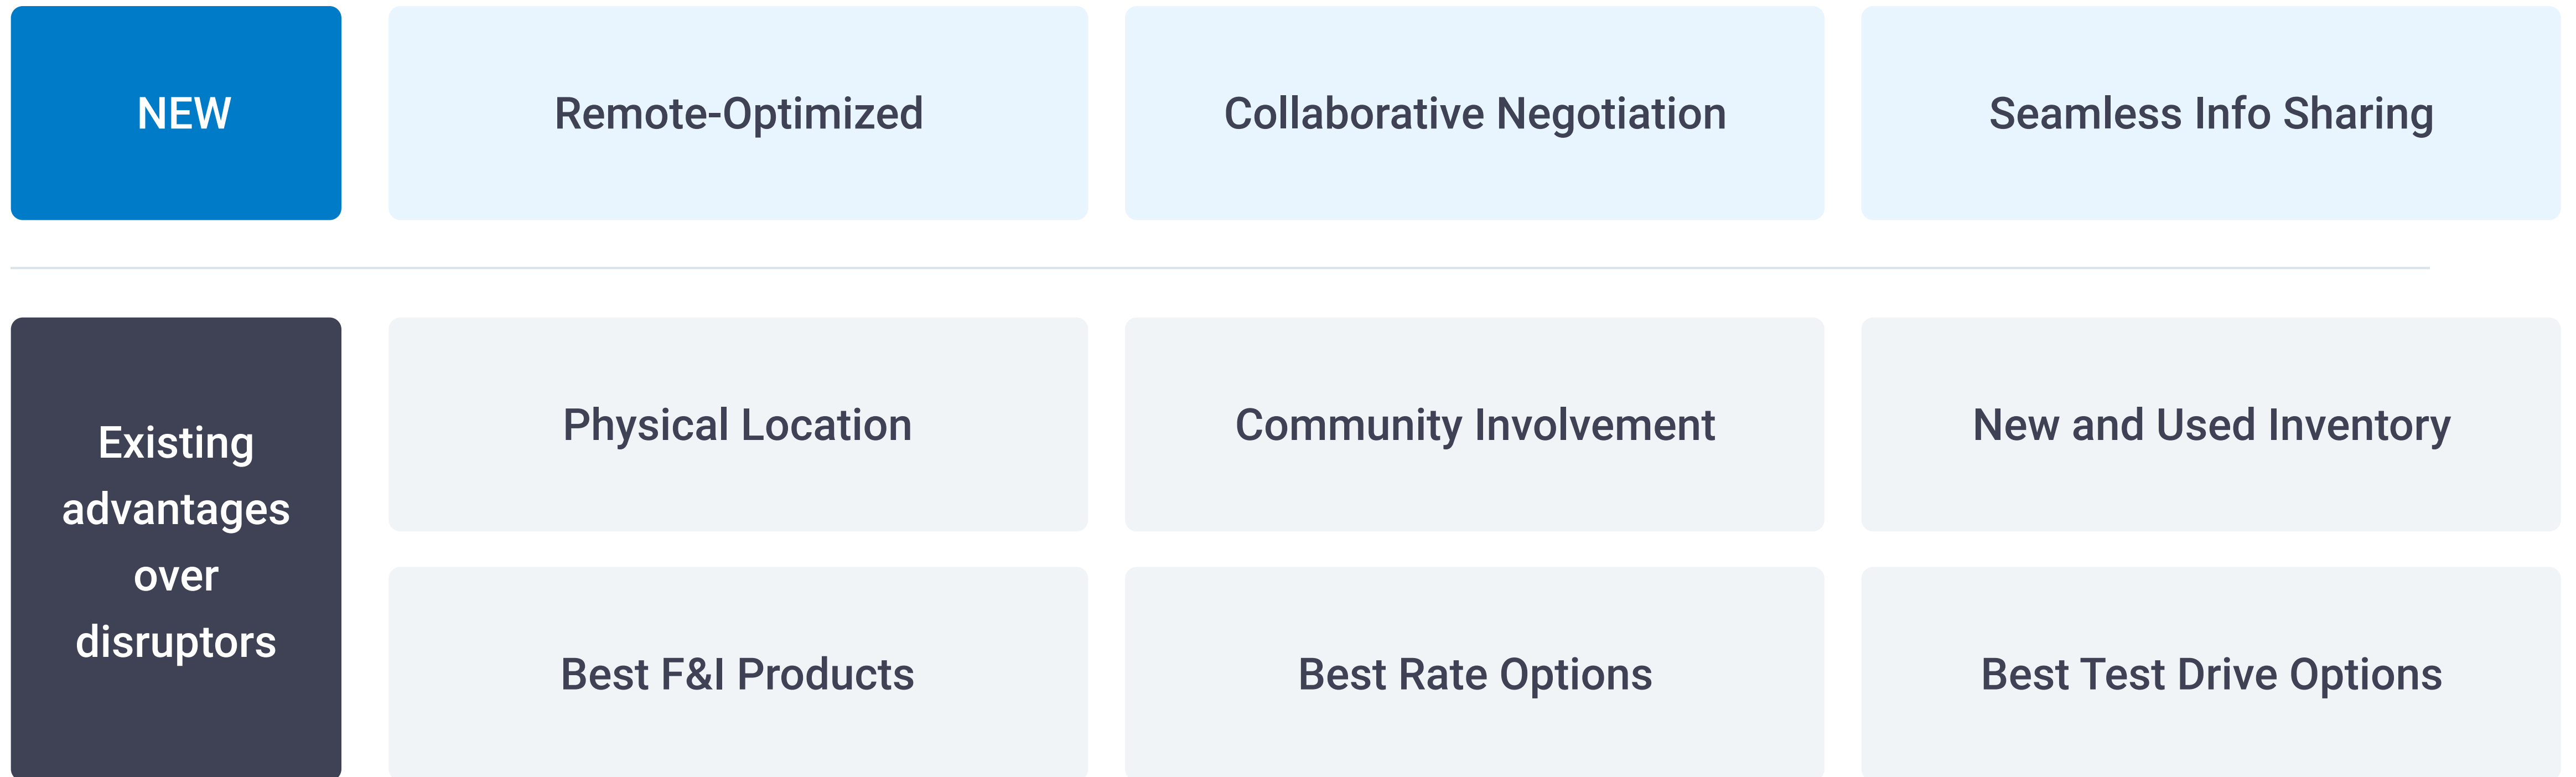 NEW
Remote-Optimized
Collaborative Negotiation
Seamless Info Sharing
Existing
advantages
over
disruptors
Physical Location
Community Involvement
New and Used Inventory
Best F&I Products
Best Rate Options
Best Test Drive Options